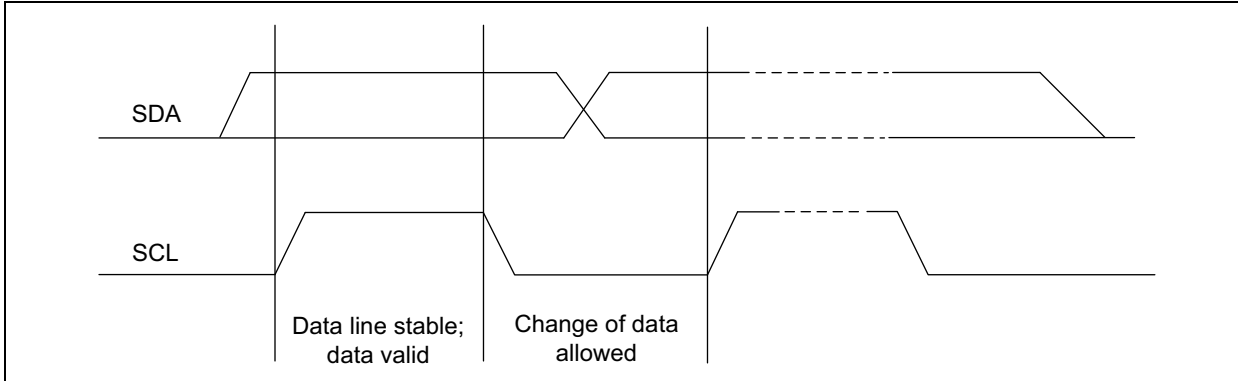 SDA
SCL
Data line stable;
data valid
Change of data
allowed